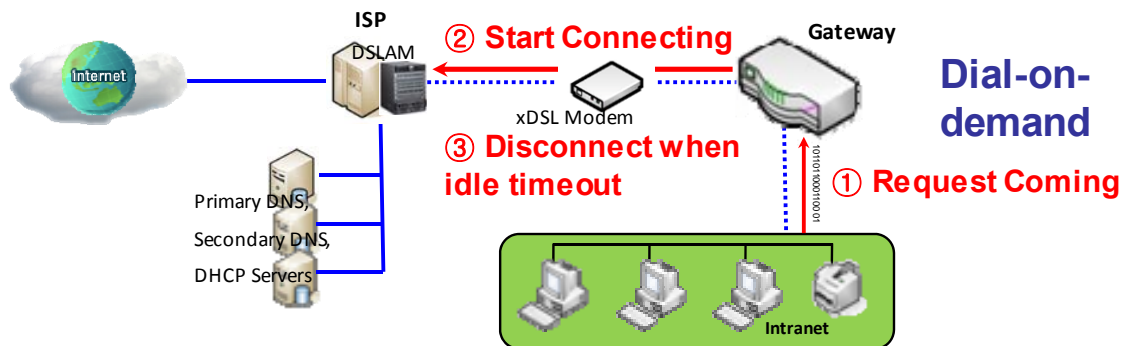 ISP
DSLAM
Internet
② Start Connecting
Gateway
Dial-on-
demand
xDSL Modem
③ Disconnect when
idle timeout
① Request Coming
Primary DNS,
Secondary DNS,
DHCP Servers
Intranet